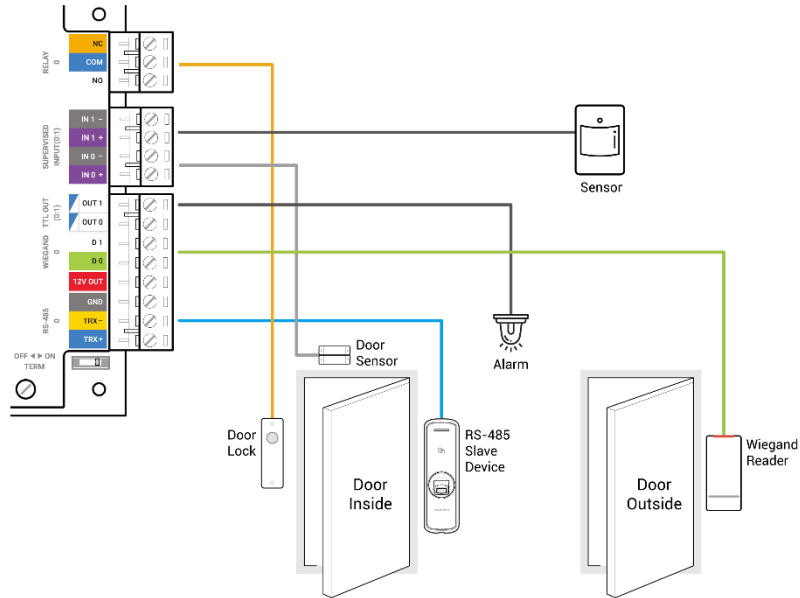 RELAY
0
NC
COM
NO
SUPERVISED
INPUT(0:1)
IN 1 −
IN 1 +
IN 0 −
IN 0 +
TTL OUT
(0:1)
OUT 1
OUT 0
WIEGAND
0
D 1
D 0
12V OUT
GND
RS-485
0
TRX −
TRX +
OFF ◄ ► ON
TERM
Sensor
Alarm
Door
Sensor
Door
Lock
Door
Inside
RS-485
Slave
Device
Door
Outside
Wiegand
Reader